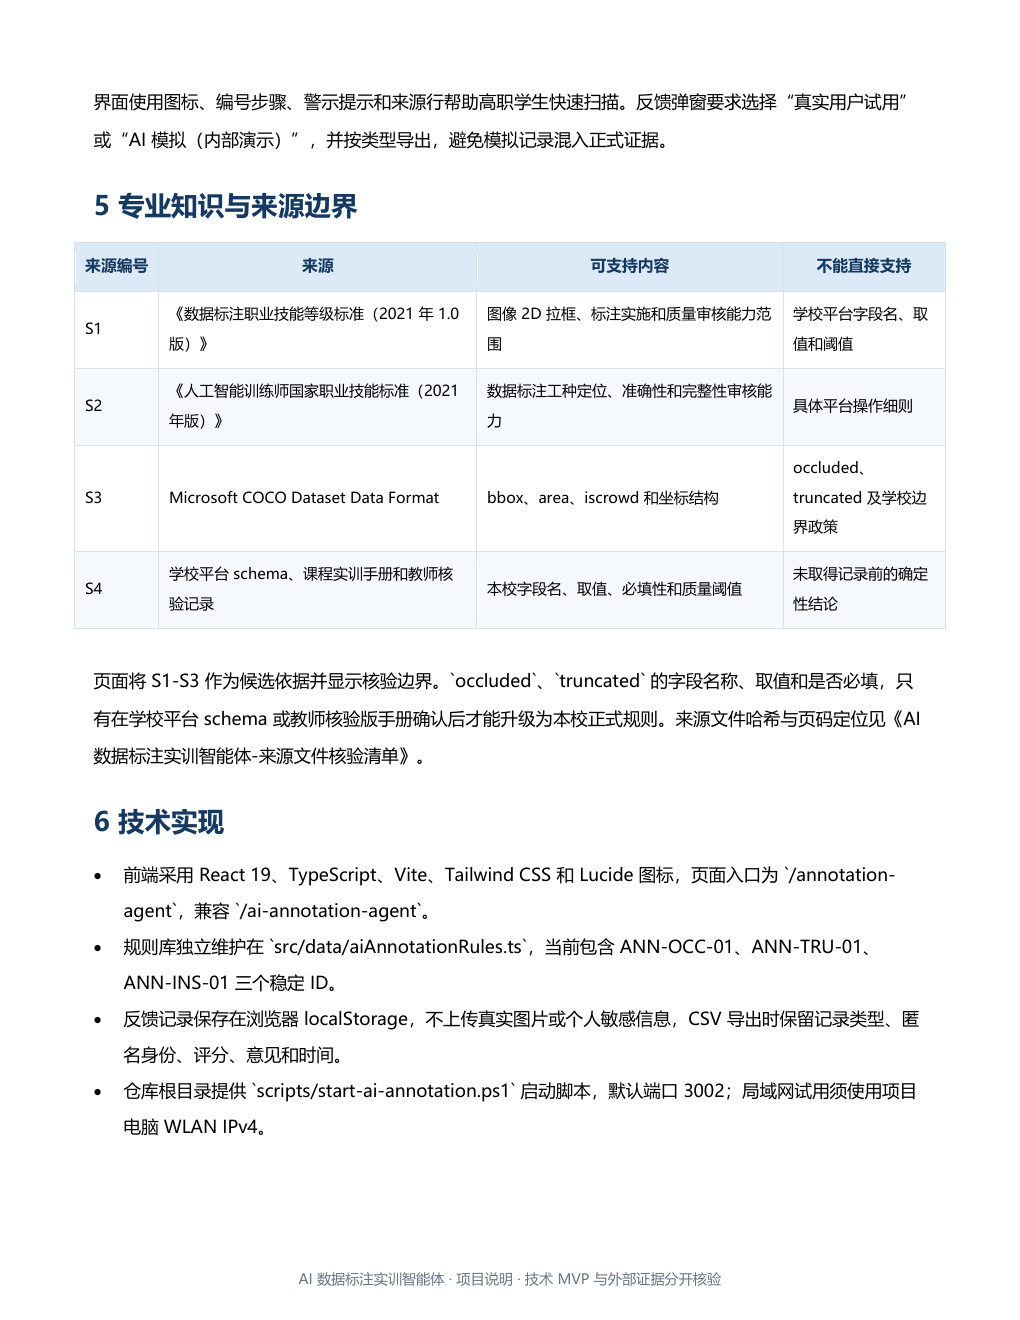 界面使用图标、编号步骤、警示提示和来源行帮助高职学生快速扫描。反馈弹窗要求选择“真实用户试用”
或“AI 模拟（内部演示）”，并按类型导出，避免模拟记录混入正式证据。
5 专业知识与来源边界
来源编号 来源 可支持内容 不能直接支持
S1 《数据标注职业技能等级标准（2021 年 1.0 图像 2D 拉框、标注实施和质量审核能力范 学校平台字段名、取
版）》 围 值和阈值
S2 《人工智能训练师国家职业技能标准（2021 数据标注工种定位、准确性和完整性审核能 具体平台操作细则
年版）》 力
S3 Microsoft COCO Dataset Data Format bbox、area、iscrowd 和坐标结构 occluded、
truncated 及学校边
界政策
S4 学校平台 schema、课程实训手册和教师核 本校字段名、取值、必填性和质量阈值 未取得记录前的确定
验记录 性结论
页面将 S1-S3 作为候选依据并显示核验边界。`occluded`、`truncated` 的字段名称、取值和是否必填，只
有在学校平台 schema 或教师核验版手册确认后才能升级为本校正式规则。来源文件哈希与页码定位见《AI
数据标注实训智能体-来源文件核验清单》。
6 技术实现
• 前端采用 React 19、TypeScript、Vite、Tailwind CSS 和 Lucide 图标，页面入口为 `/annotation-
agent`，兼容 `/ai-annotation-agent`。
• 规则库独立维护在 `src/data/aiAnnotationRules.ts`，当前包含 ANN-OCC-01、ANN-TRU-01、
ANN-INS-01 三个稳定 ID。
• 反馈记录保存在浏览器 localStorage，不上传真实图片或个人敏感信息，CSV 导出时保留记录类型、匿
名身份、评分、意见和时间。
• 仓库根目录提供 `scripts/start-ai-annotation.ps1` 启动脚本，默认端口 3002；局域网试用须使用项目
电脑 WLAN IPv4。
AI 数据标注实训智能体 · 项目说明 · 技术 MVP 与外部证据分开核验